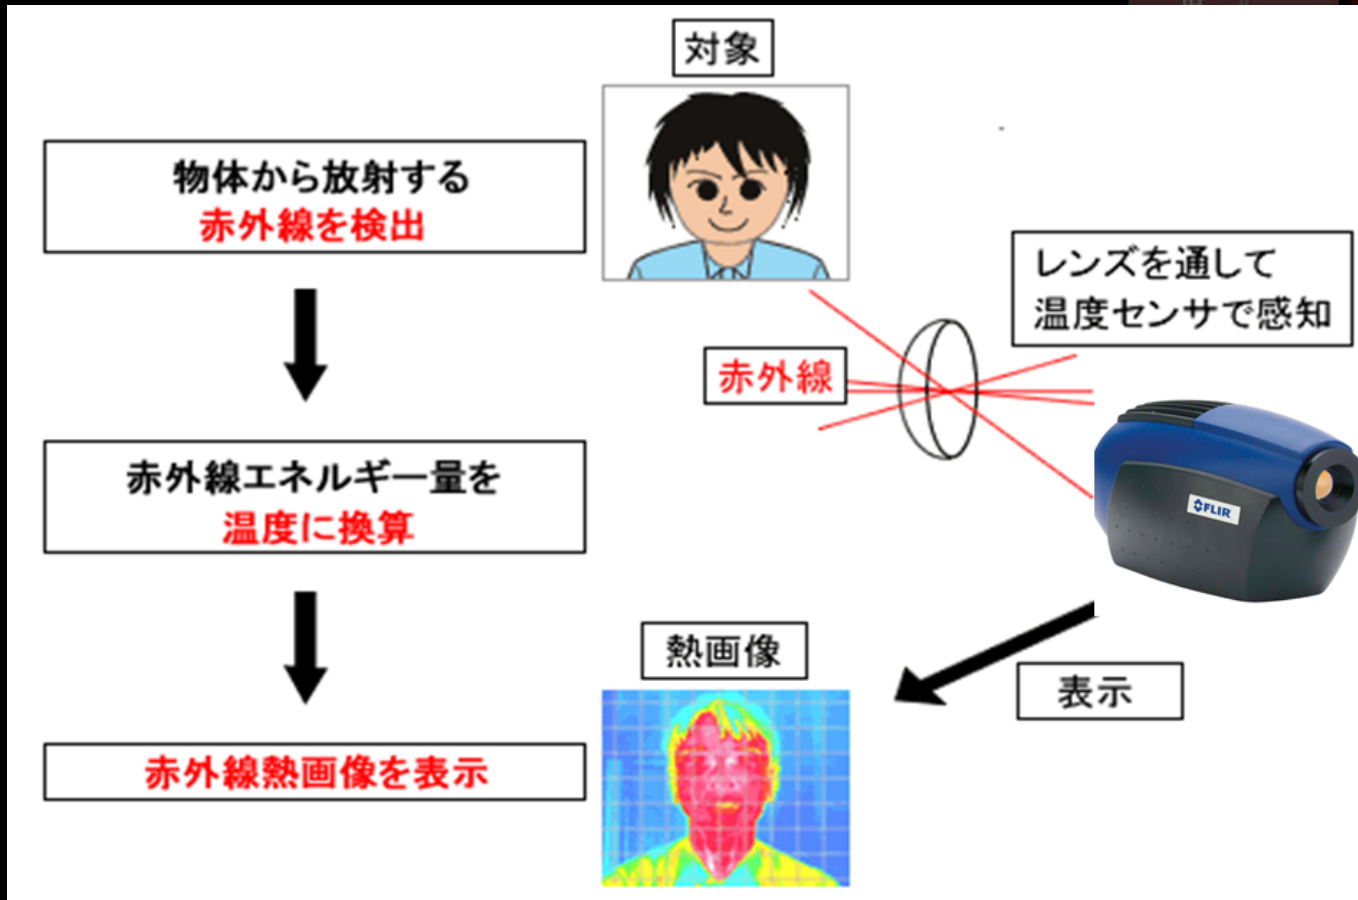 対象
物体から放射する
赤外線を検出
レンズを通して
温度センサで感知
赤外線
赤外線エネルギー量を
温度に換算
FLIR
熱画像
表示
赤外線熱画像を表示